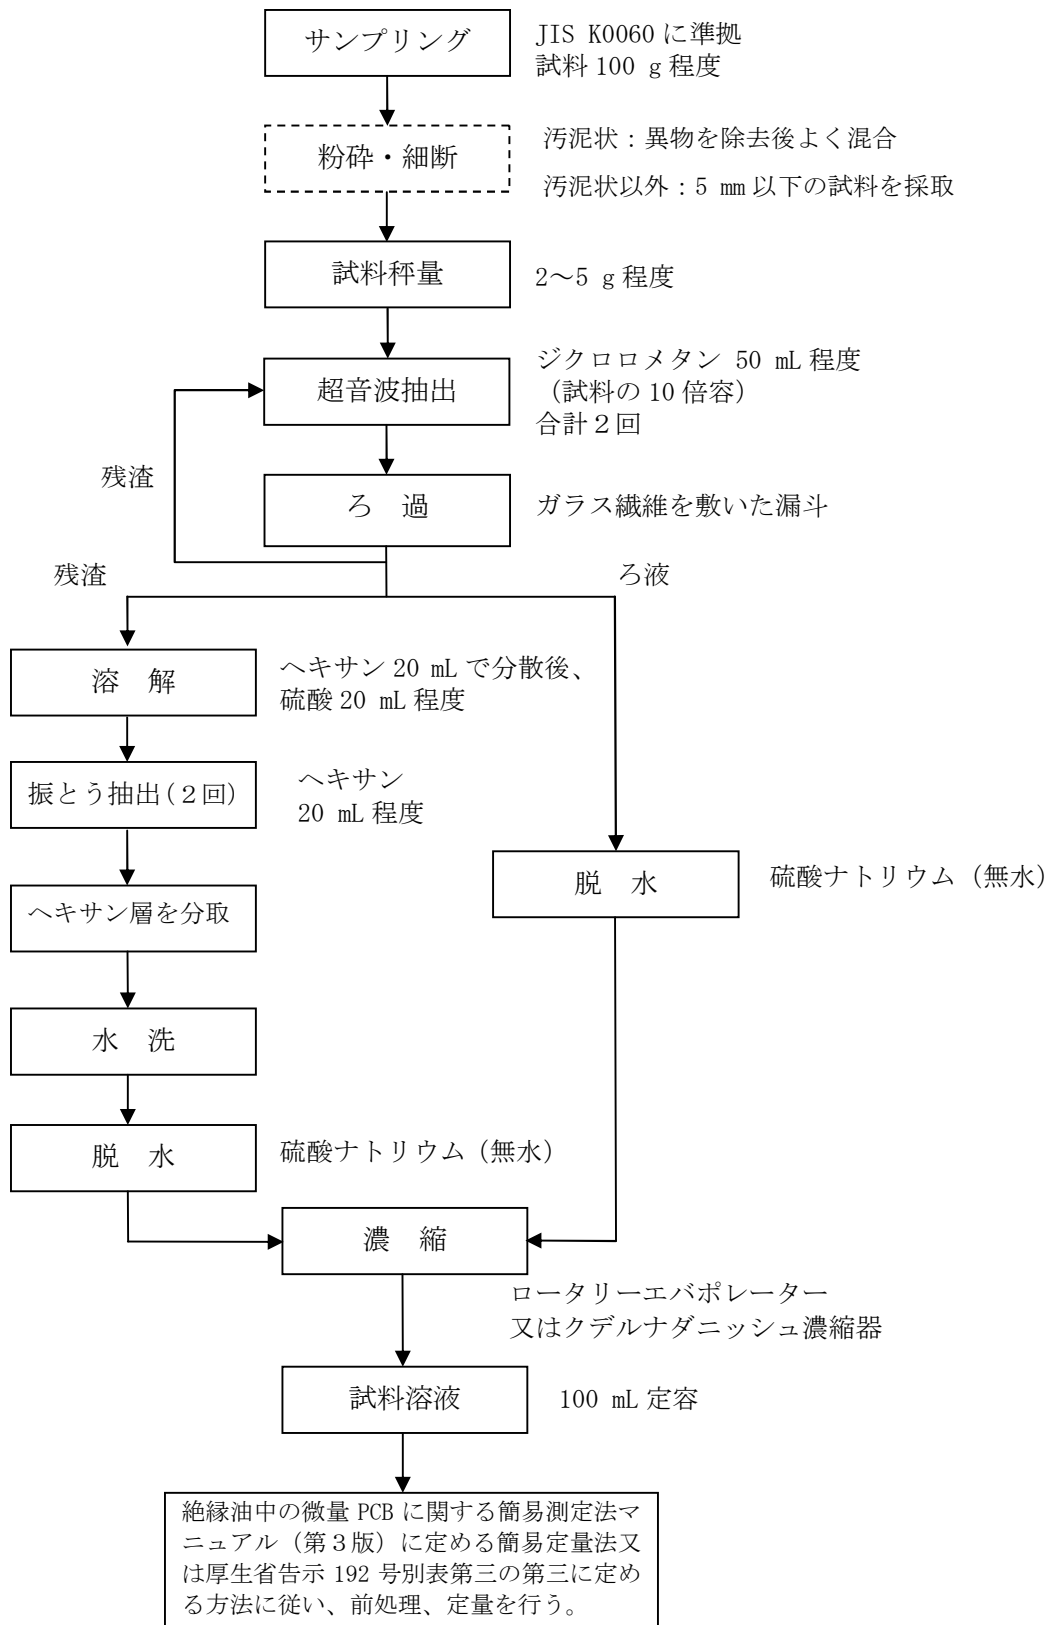 サンプリング
JIS K0060 に準拠
試料 100 g 程度
粉砕・細断
汚泥状：異物を除去後よく混合
汚泥状以外：5 mm 以下の試料を採取
試料秤量
2～5 g 程度
超音波抽出
ジクロロメタン 50 mL 程度
（試料の 10 倍容）
合計２回
残渣
ろ　過
ガラス繊維を敷いた漏斗
残渣
ろ液
溶　解
ヘキサン 20 mL で分散後、
硫酸 20 mL 程度
振とう抽出(２回)
ヘキサン
20 mL 程度
脱　水
硫酸ナトリウム（無水）
ヘキサン層を分取
水　洗
脱　水
硫酸ナトリウム（無水）
濃　縮
ロータリーエバポレーター
又はクデルナダニッシュ濃縮器
試料溶液
100 mL 定容
絶縁油中の微量 PCB に関する簡易測定法マ
ニュアル（第３版）に定める簡易定量法又
は厚生省告示 192 号別表第三の第三に定め
る方法に従い、前処理、定量を行う。